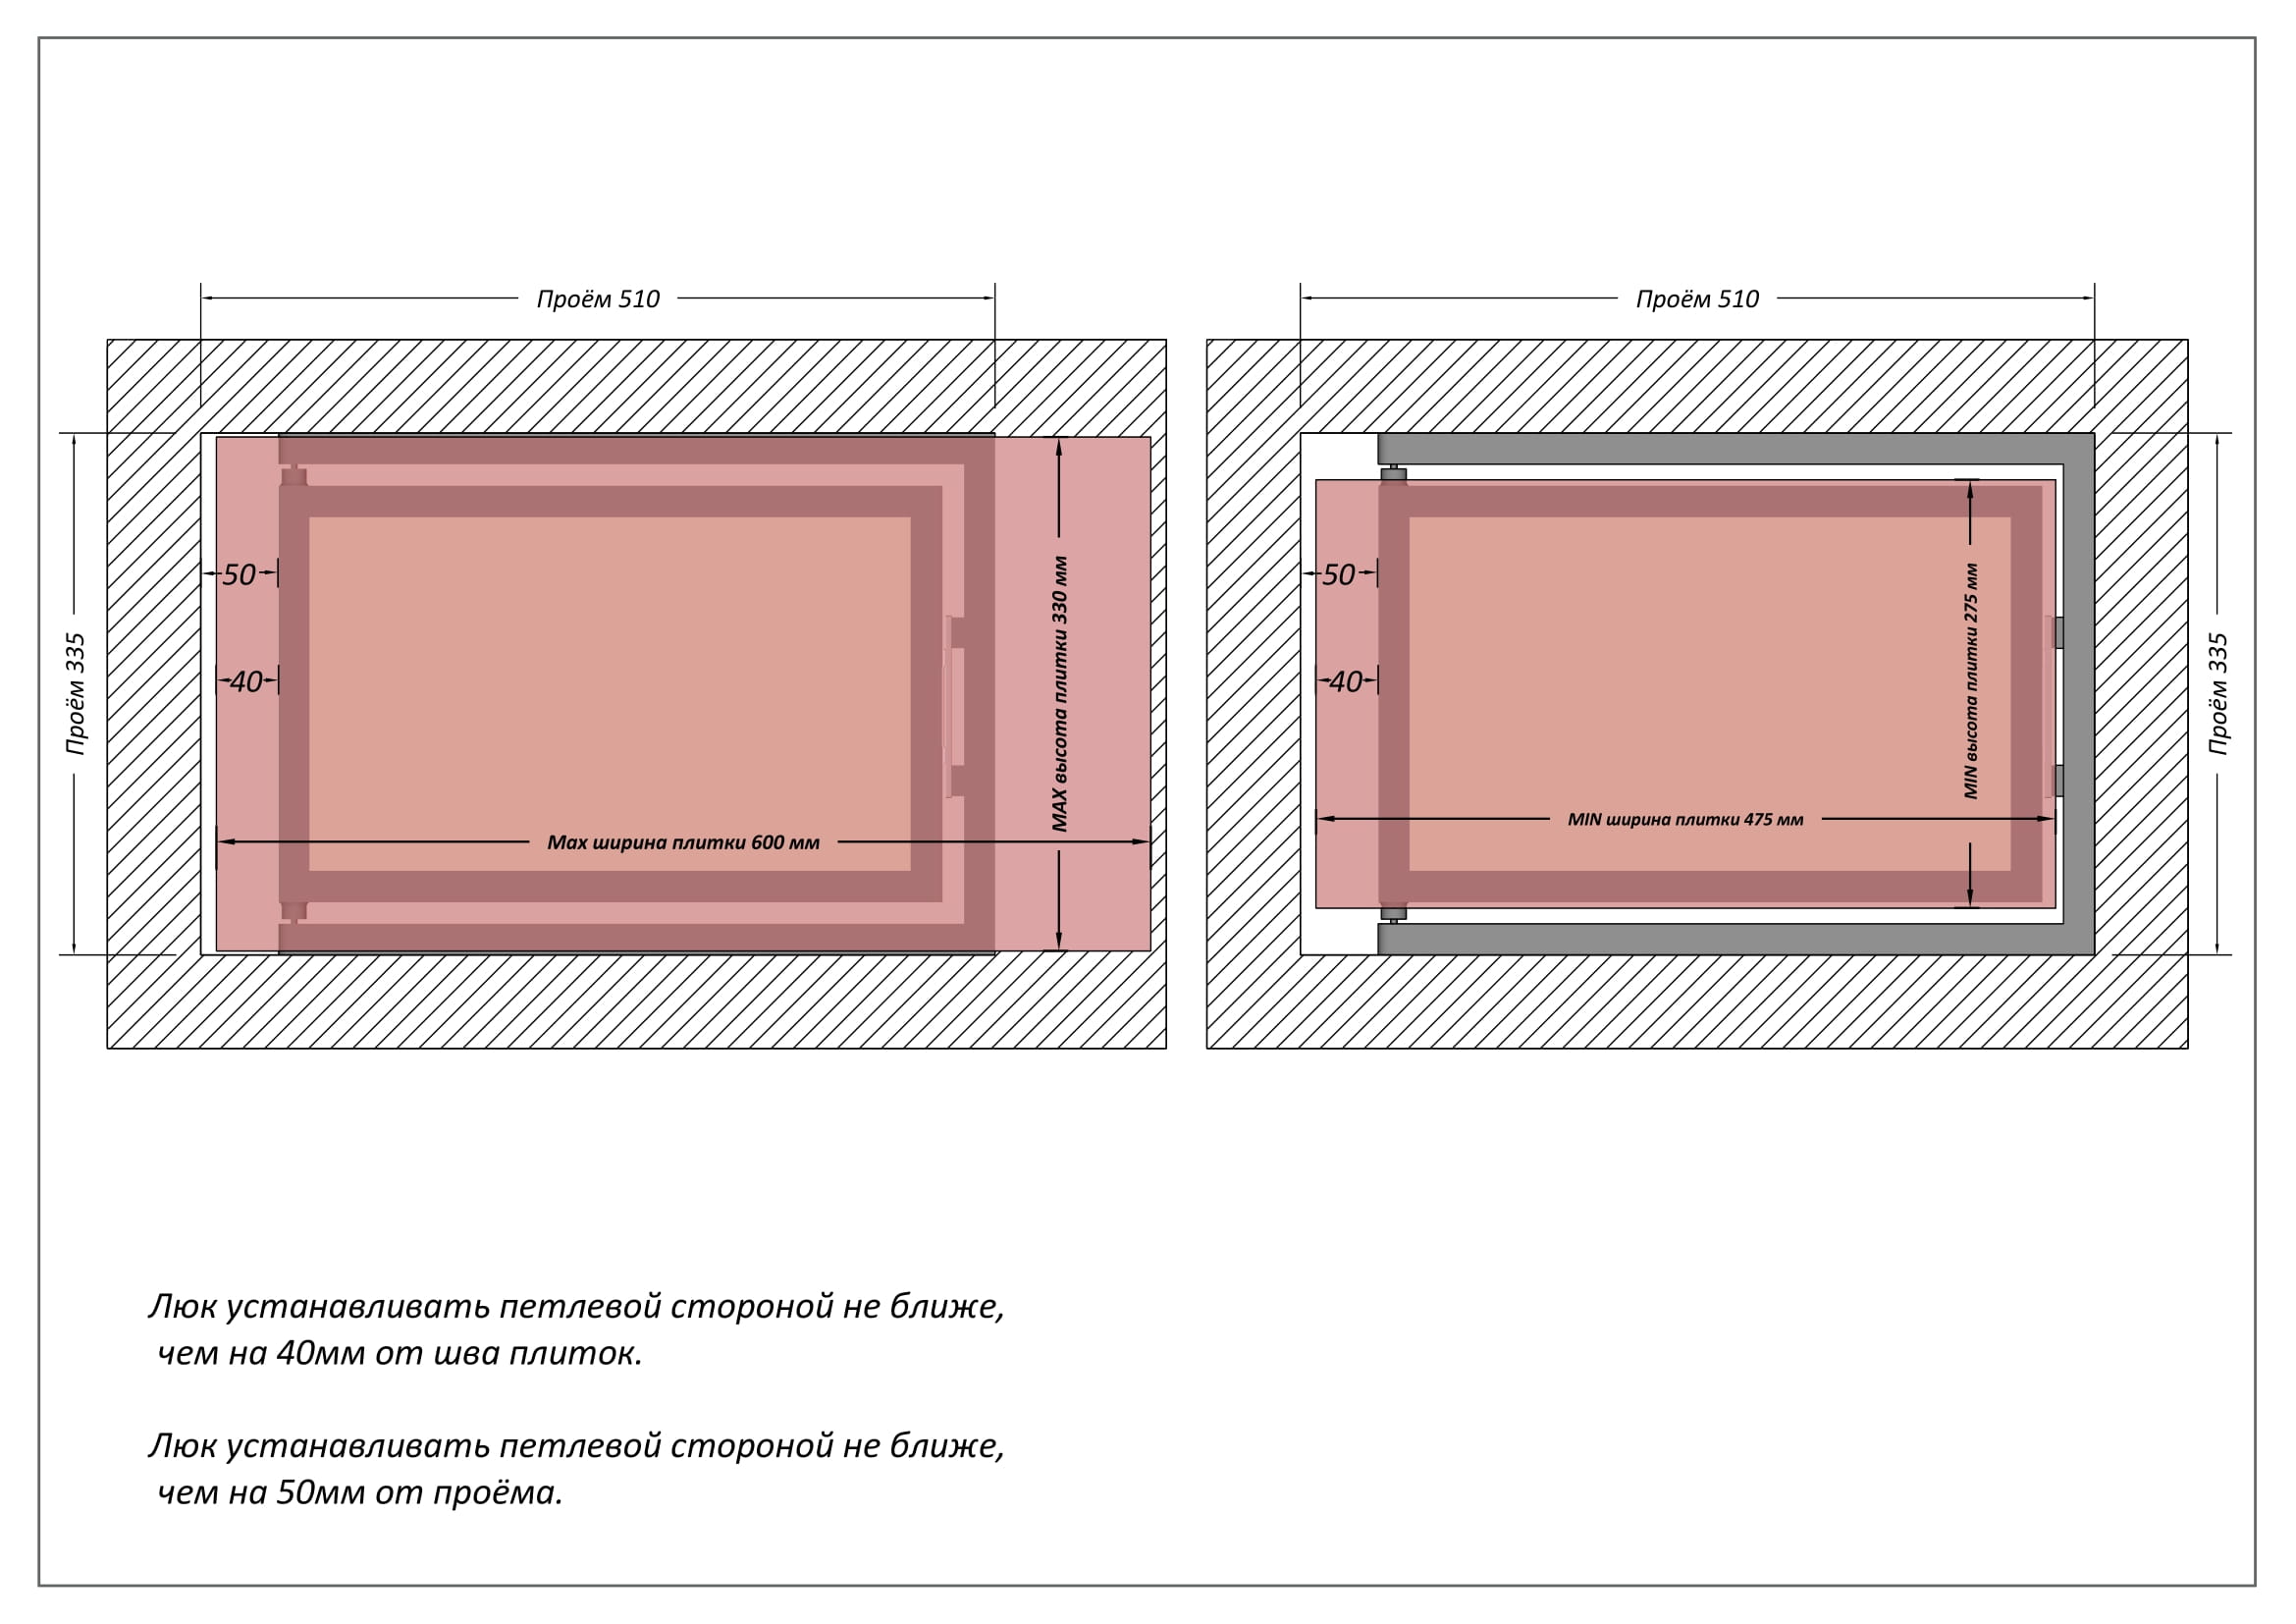 Проём 510
Проём 510
50
40
Проём 335
MAX высота плитки 330 мм
Max ширина плитки 600 мм
50
40
MIN высота плитки 275 мм
MIN ширина плитки 475 мм
Проём 335
Люк устанавливать петлевой стороной не ближе,
чем на 40мм от шва плиток.
Люк устанавливать петлевой стороной не ближе,
чем на 50мм от проёма.